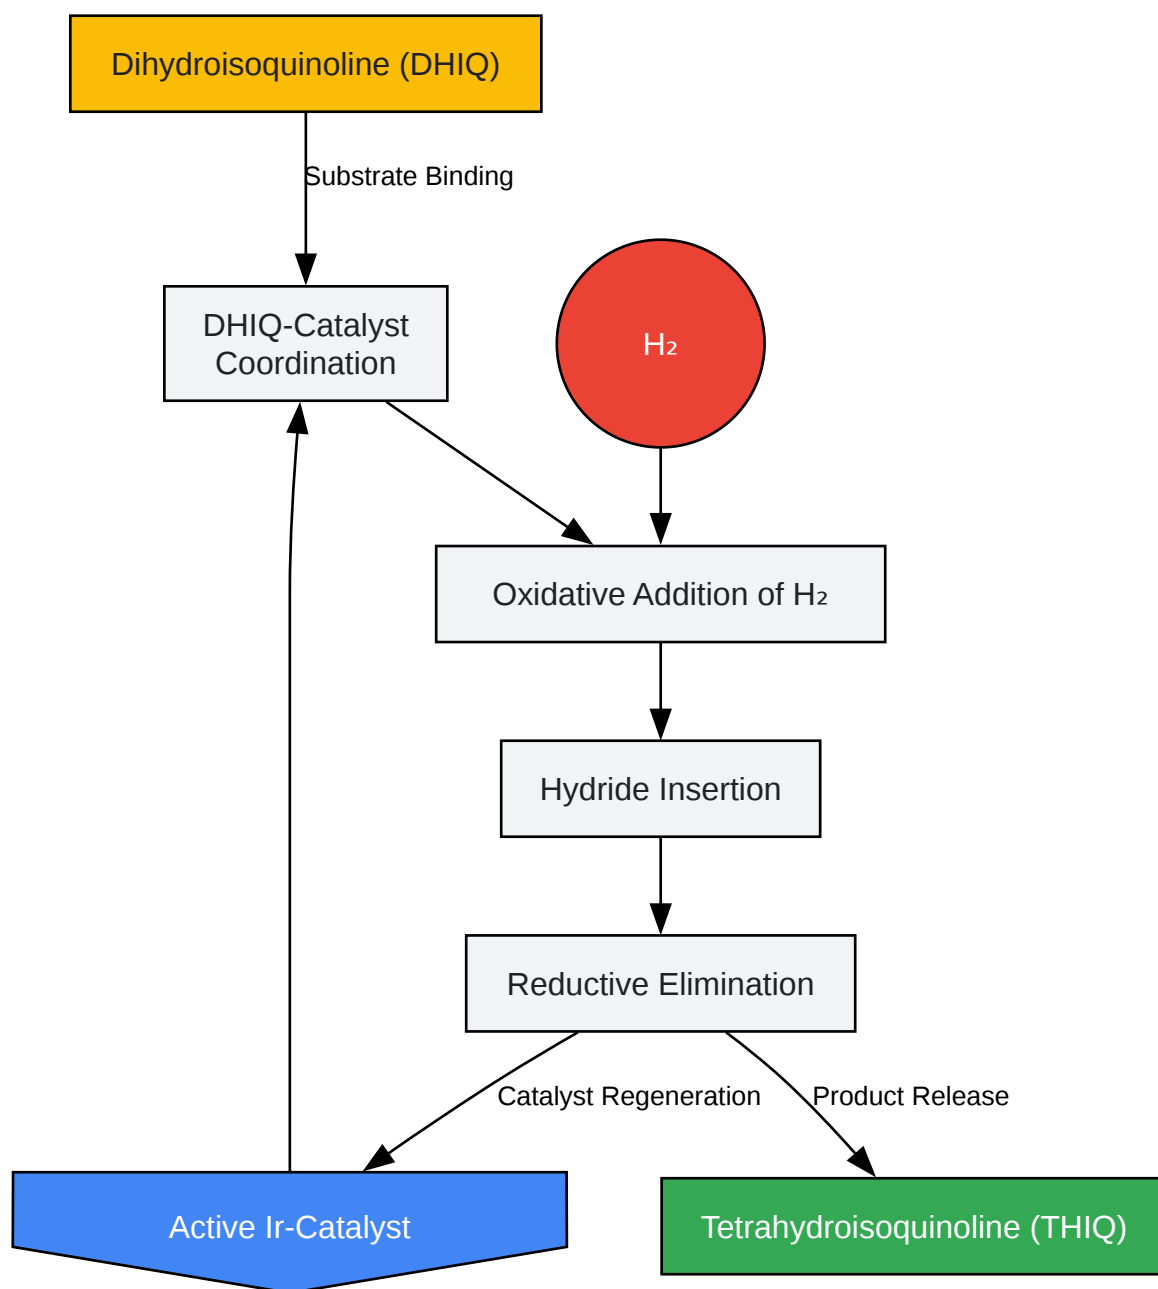 Dihydroisoquinoline (DHIQ)
Substrate Binding
DHIQ-Catalyst
Coordination
H₂
Oxidative Addition of H₂
Hydride Insertion
Reductive Elimination
Catalyst Regeneration
Product Release
Active Ir-Catalyst
Tetrahydroisoquinoline (THIQ)